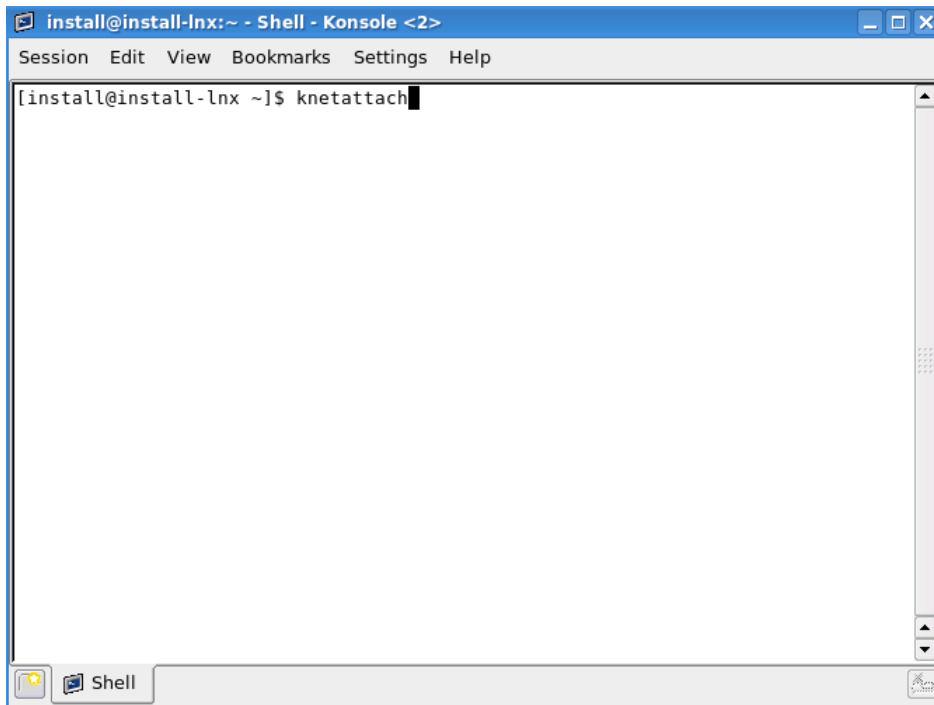 install@install-lnx:~ - Shell - Konsole <2>
Session Edit View Bookmarks Settings Help
[install@install-lnx ~]$ knetattach
Shell